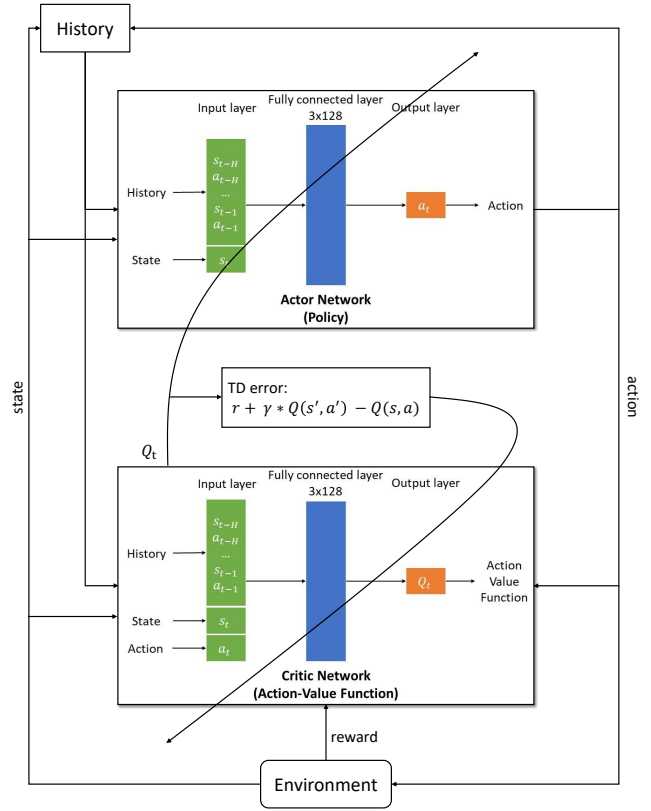 History
Input layer
Fully connected layer
3x128
Output layer
s_{t-H}
a_{t-H}
...
s_{t-1}
a_{t-1}
History
a_t
Action
State
s_t
Actor Network
(Policy)
state
action
TD error:
r + γ * Q(s′, a′) − Q(s, a)
Q_t
Input layer
Fully connected layer
3x128
Output layer
s_{t-H}
a_{t-H}
...
s_{t-1}
a_{t-1}
History
Q_t
Action
Value
Function
State
s_t
Action
a_t
Critic Network
(Action-Value Function)
reward
Environment